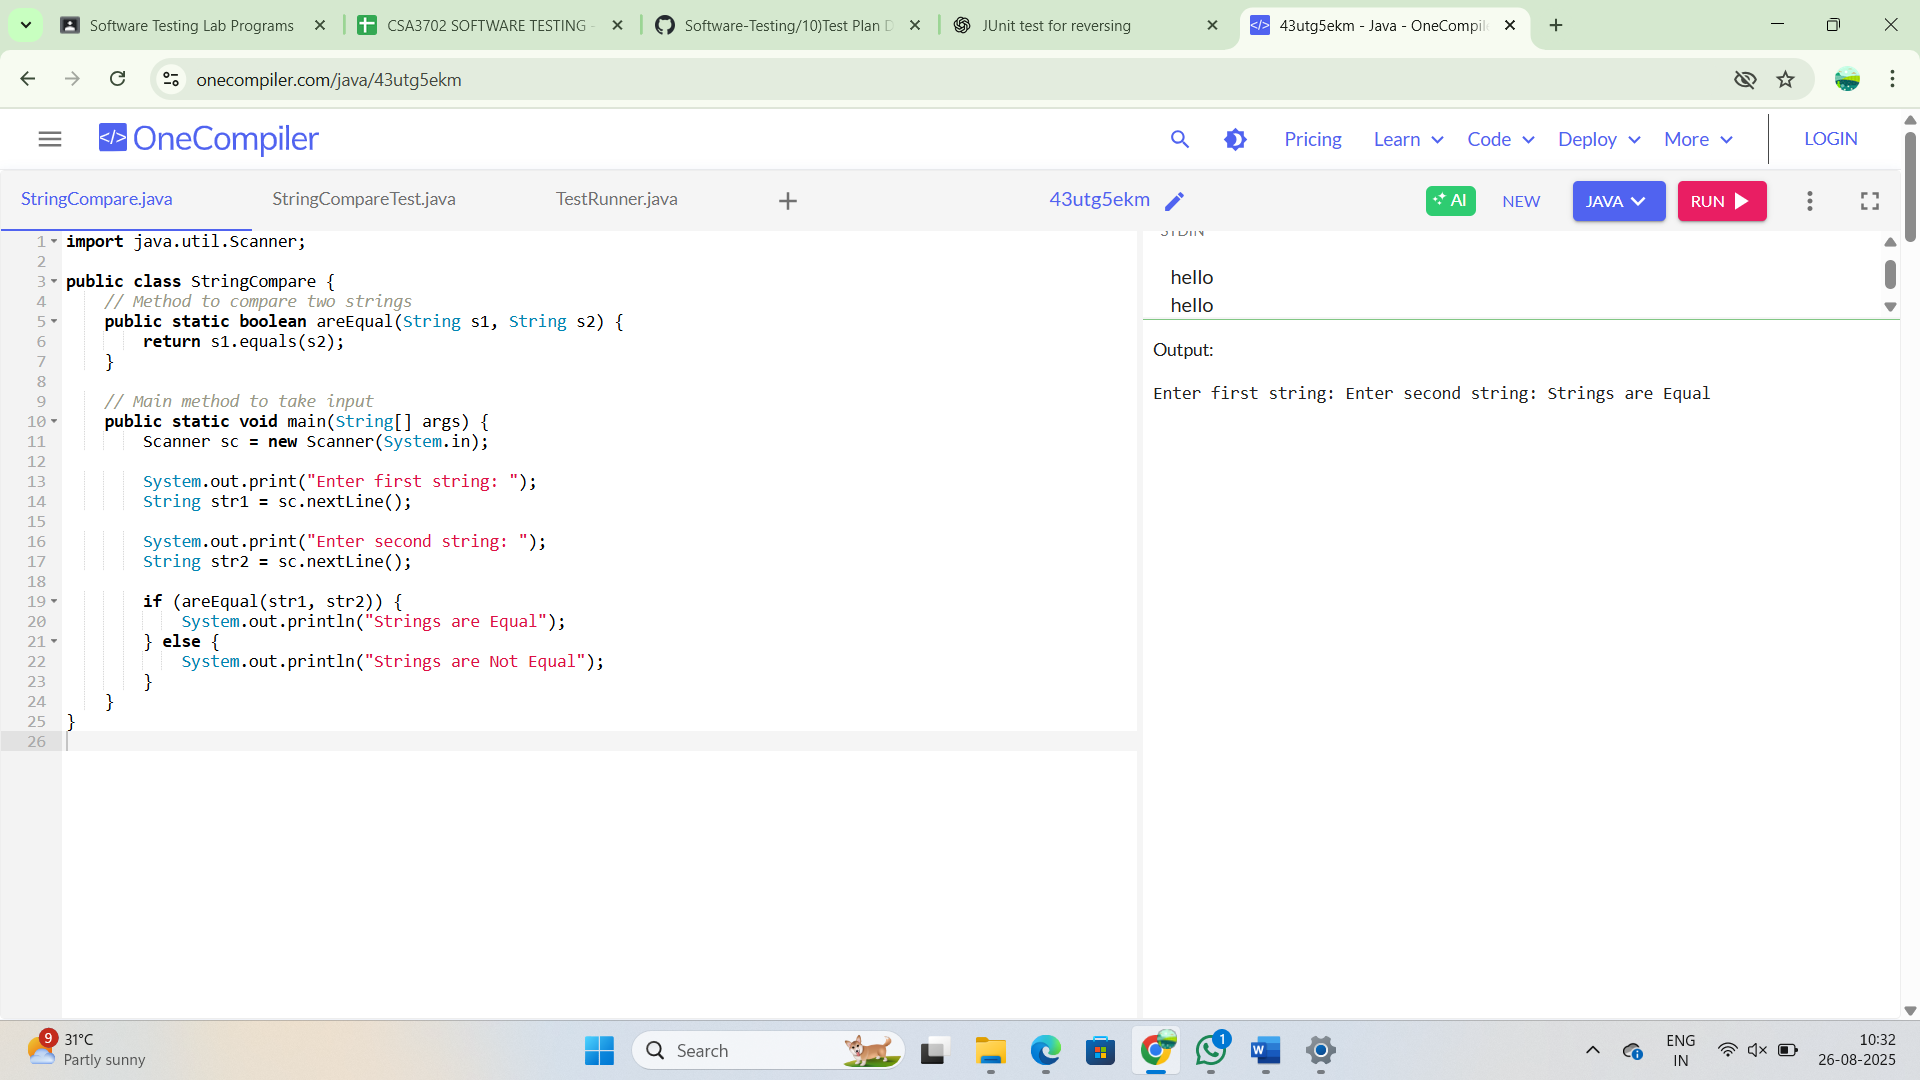 Software Testing Lab Programs
CSA3702 SOFTWARE TESTING -
Software-Testing/10)Test Plan D
JUnit test for reversing
43utg5ekm - Java - OneCompile
onecompiler.com/java/43utg5ekm
</> OneCompiler
Pricing Learn Code Deploy More LOGIN
StringCompare.java StringCompareTest.java TestRunner.java + 43utg5ekm AI NEW JAVA RUN
STDIN
hello
hello
Output:
Enter first string: Enter second string: Strings are Equal
1 import java.util.Scanner;
2
3 public class StringCompare {
4 // Method to compare two strings
5 public static boolean areEqual(String s1, String s2) {
6 return s1.equals(s2);
7 }
8
9 // Main method to take input
10 public static void main(String[] args) {
11 Scanner sc = new Scanner(System.in);
12
13 System.out.print("Enter first string: ");
14 String str1 = sc.nextLine();
15
16 System.out.print("Enter second string: ");
17 String str2 = sc.nextLine();
18
19 if (areEqual(str1, str2)) {
20 System.out.println("Strings are Equal");
21 } else {
22 System.out.println("Strings are Not Equal");
23 }
24 }
25 }
26
9
31°C
Partly sunny
Search
W
1
ENG
IN
10:32
26-08-2025